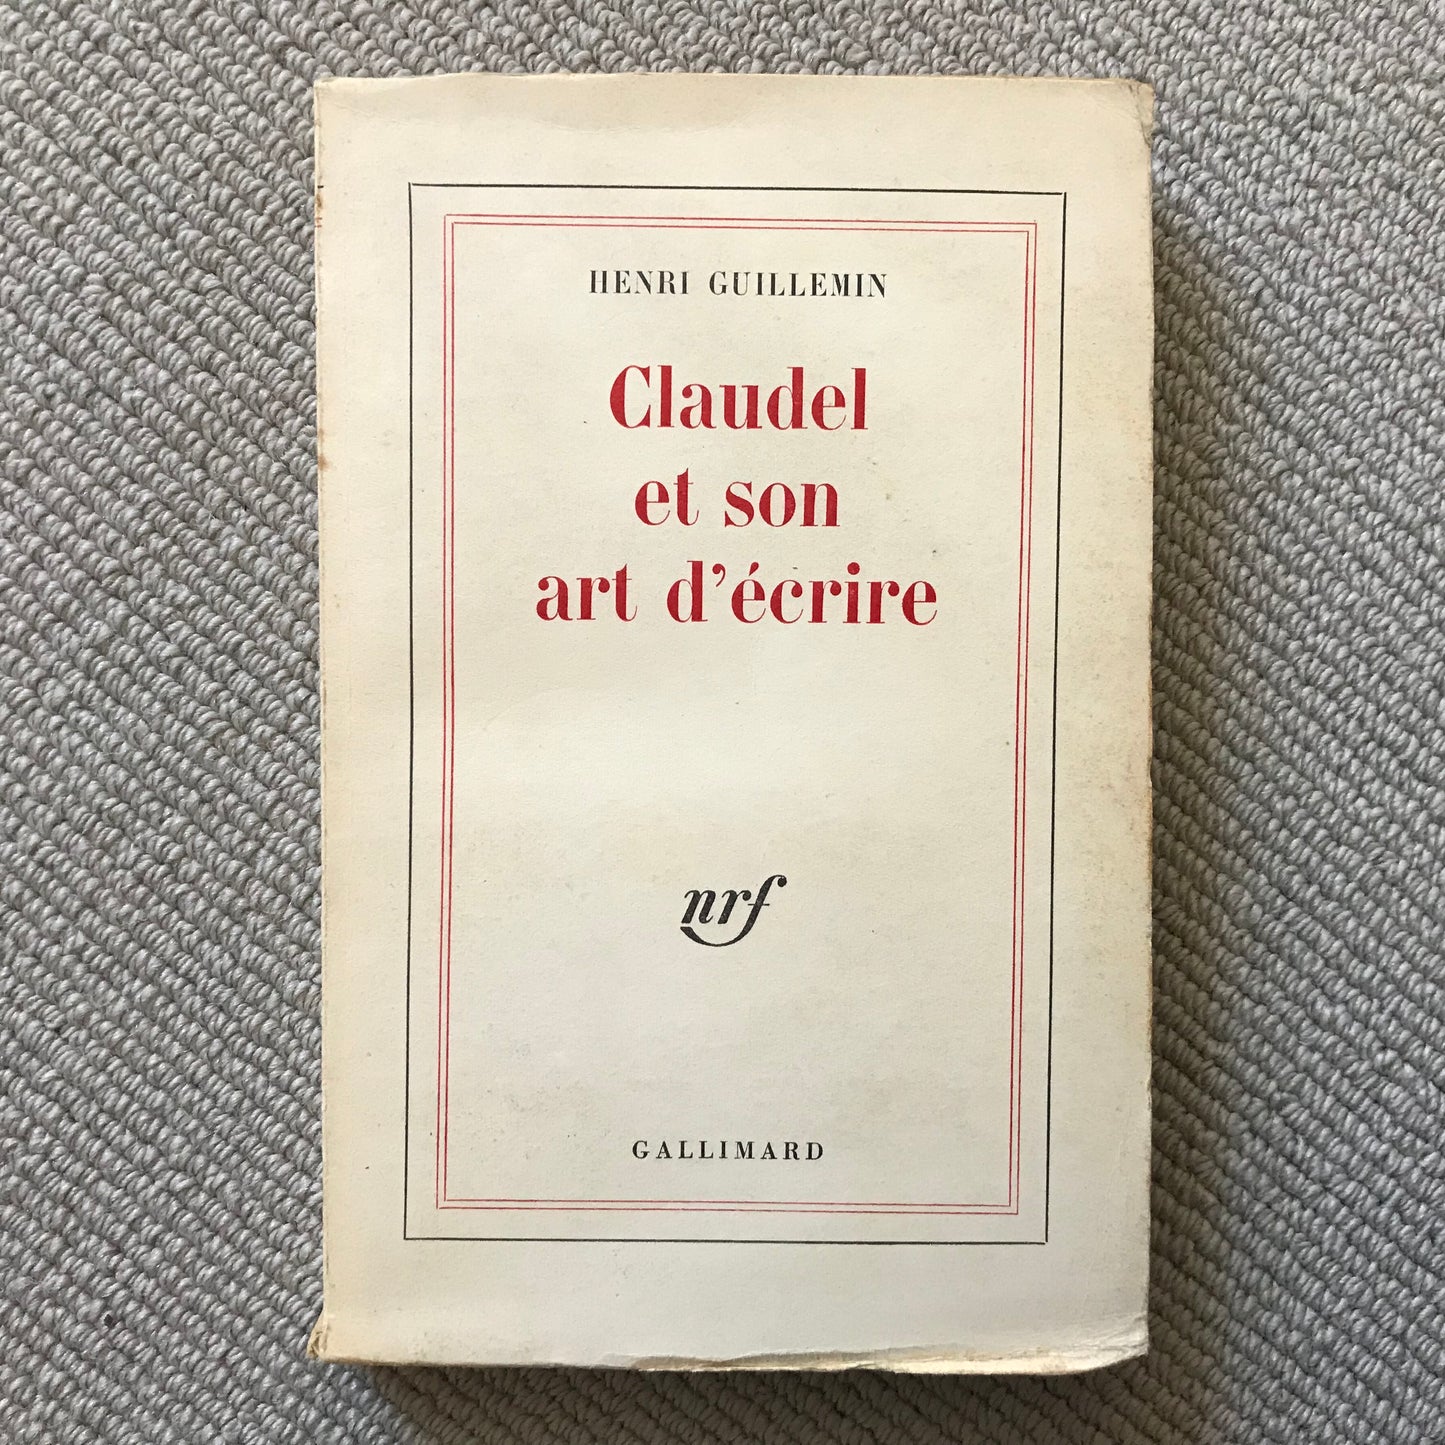 HENRI GUILLEMIN
Claudel
et son
art d'écrire
nrf
GALLIMARD